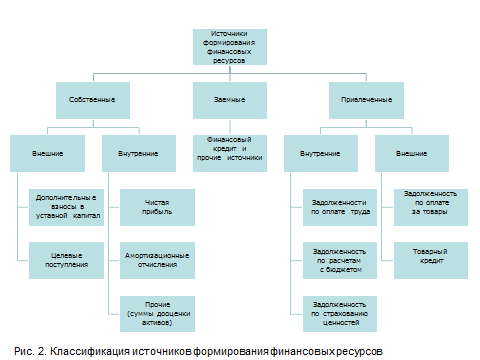 Источники
формирования
финансовых
ресурсов
Собственные
Заемные
Привлеченные
Внешние
Внутренние
Финансовый
кредит и
прочие источники
Внутренние
Внешние
Дополнительные
взносы в
уставной капитал
Чистая
прибыль
Задолженности
по оплате труда
Задолженность
по оплате
за товары
Целевые
поступления
Амортизационные
отчисления
Задолженность
по расчетам
с бюджетом
Товарный
кредит
Прочие
(суммы дооценки
активов)
Задолженность
по страхованию
ценностей
Рис. 2. Классификация источников формирования финансовых ресурсов